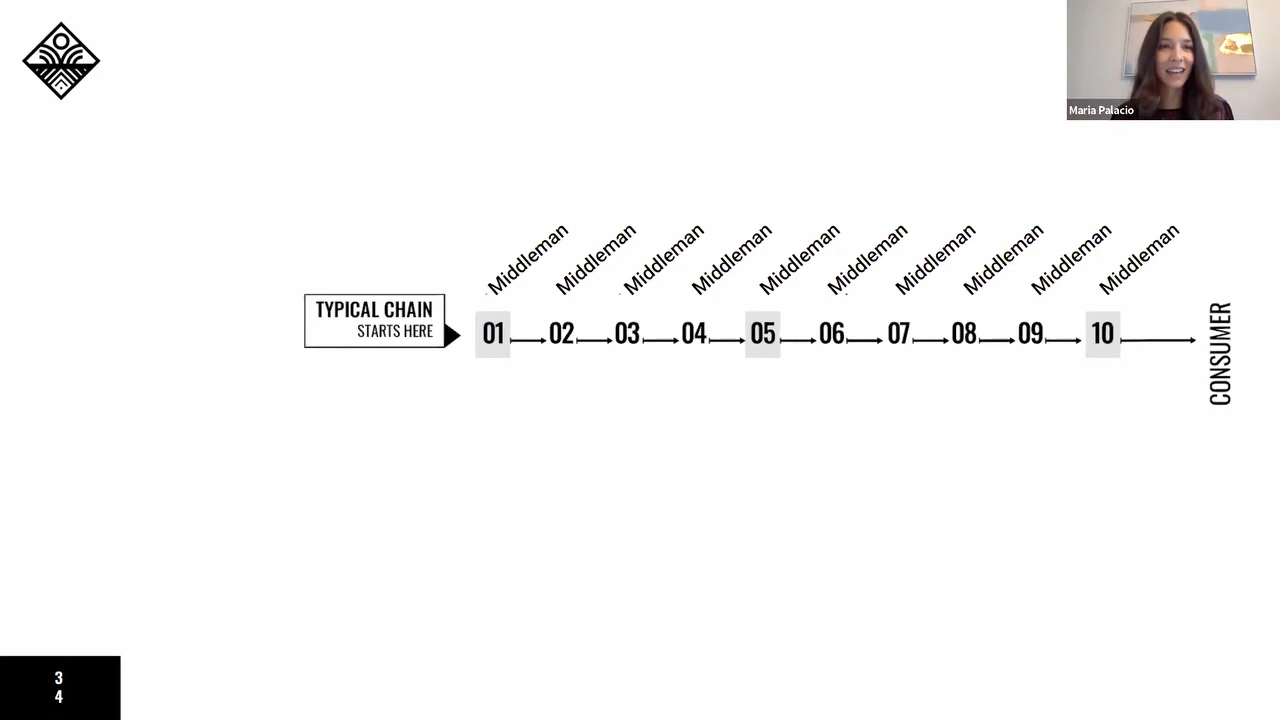 Maria Palacio
Middleman
Middleman
Middleman
Middleman
Middleman
Middleman
Middleman
Middleman
Middleman
Middleman
TYPICAL CHAIN
STARTS HERE
01
02
03
04
05
06
07
08
09
10
CONSUMER
3
4